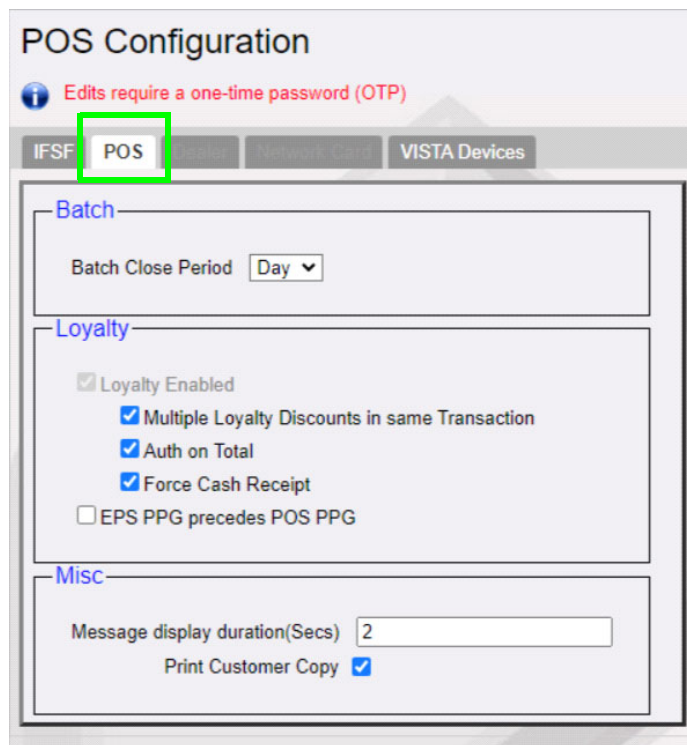 POS Configuration
Edits require a one-time password (OTP)
IFSF POS Dealer Network Card VISTA Devices
Batch
Batch Close Period Day
Loyalty
Loyalty Enabled
Multiple Loyalty Discounts in same Transaction
Auth on Total
Force Cash Receipt
EPS PPG precedes POS PPG
Misc
Message display duration(Secs) 2
Print Customer Copy